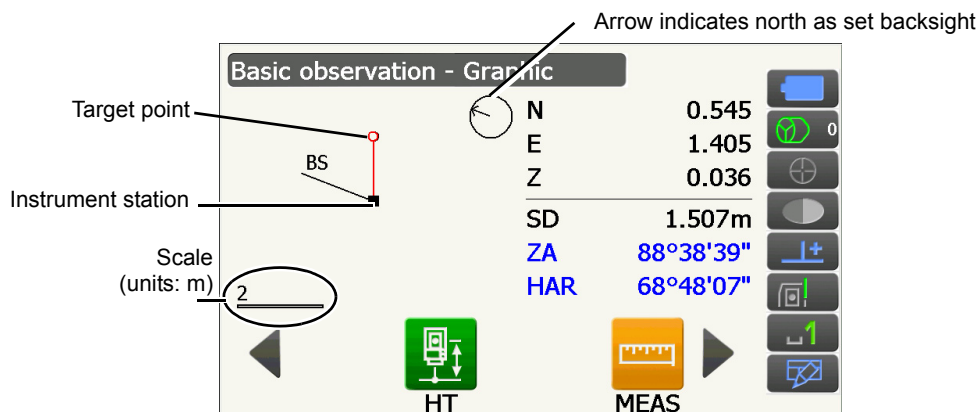 Arrow indicates north as set backsight
Basic observation - Graphic
Target point
BS
Instrument station
Scale
(units: m)
2
N 0.545
E 1.405
Z 0.036
SD 1.507m
ZA 88°38'39"
HAR 68°48'07"
0
1
HT
MEAS